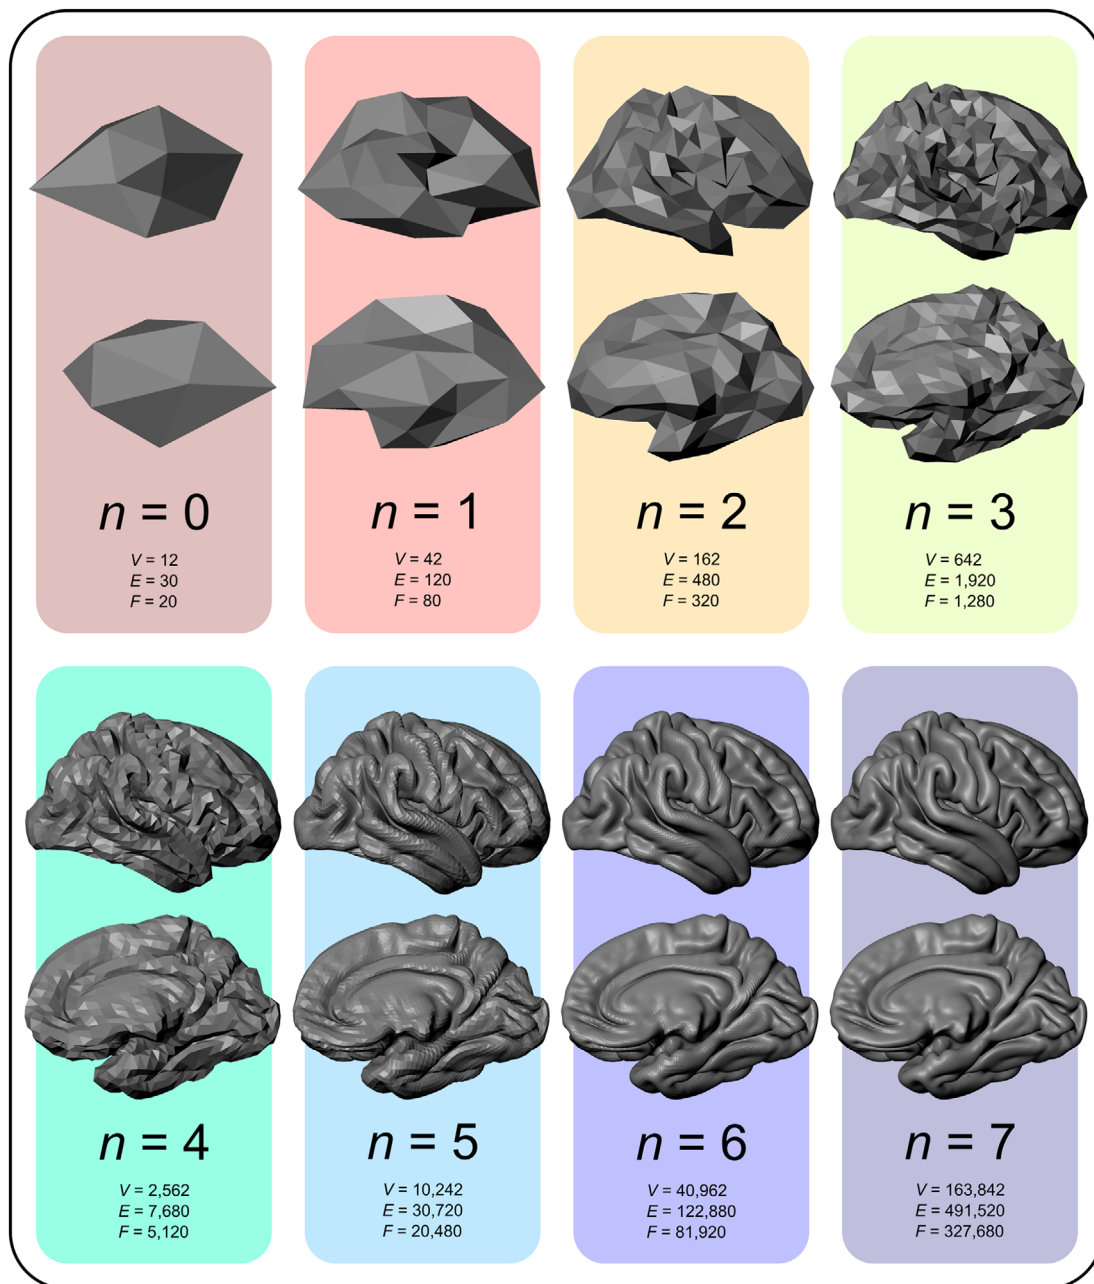 n = 0
V = 12
E = 30
F = 20
n = 1
V = 42
E = 120
F = 80
n = 2
V = 162
E = 480
F = 320
n = 3
V = 642
E = 1,920
F = 1,280
n = 4
V = 2,562
E = 7,680
F = 5,120
n = 5
V = 10,242
E = 30,720
F = 20,480
n = 6
V = 40,962
E = 122,880
F = 81,920
n = 7
V = 163,842
E = 491,520
F = 327,680